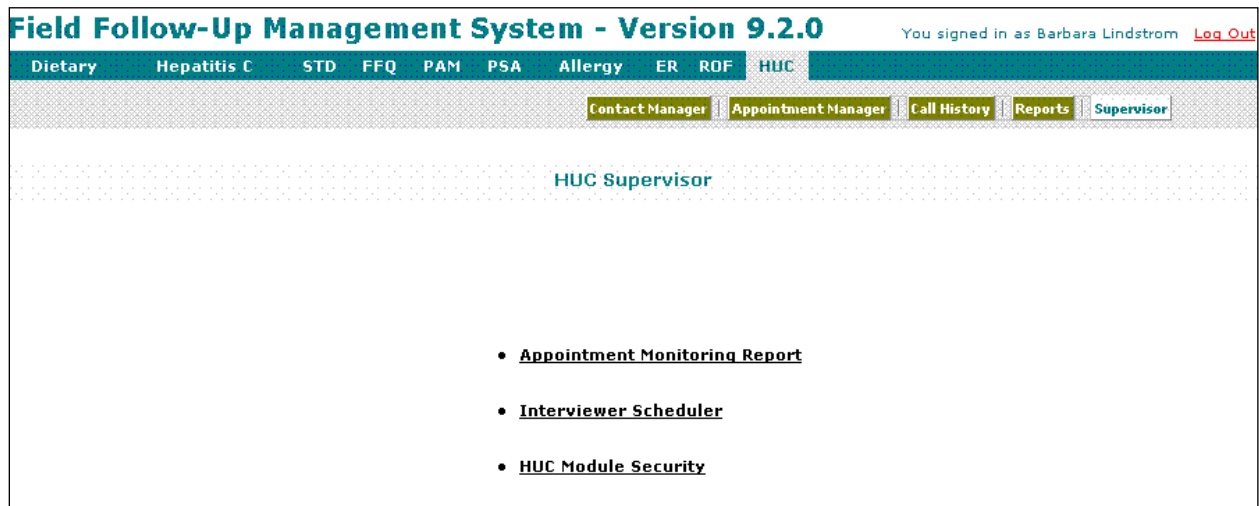 Field Follow-Up Management System - Version 9.2.0 You signed in as Barbara Lindstrom Log Out
Dietary Hepatitis C STD FFQ PAM PSA Allergy ER ROF HUC
Contact Manager | Appointment Manager | Call History | Reports | Supervisor
HUC Supervisor
• Appointment Monitoring Report
• Interviewer Scheduler
• HUC Module Security